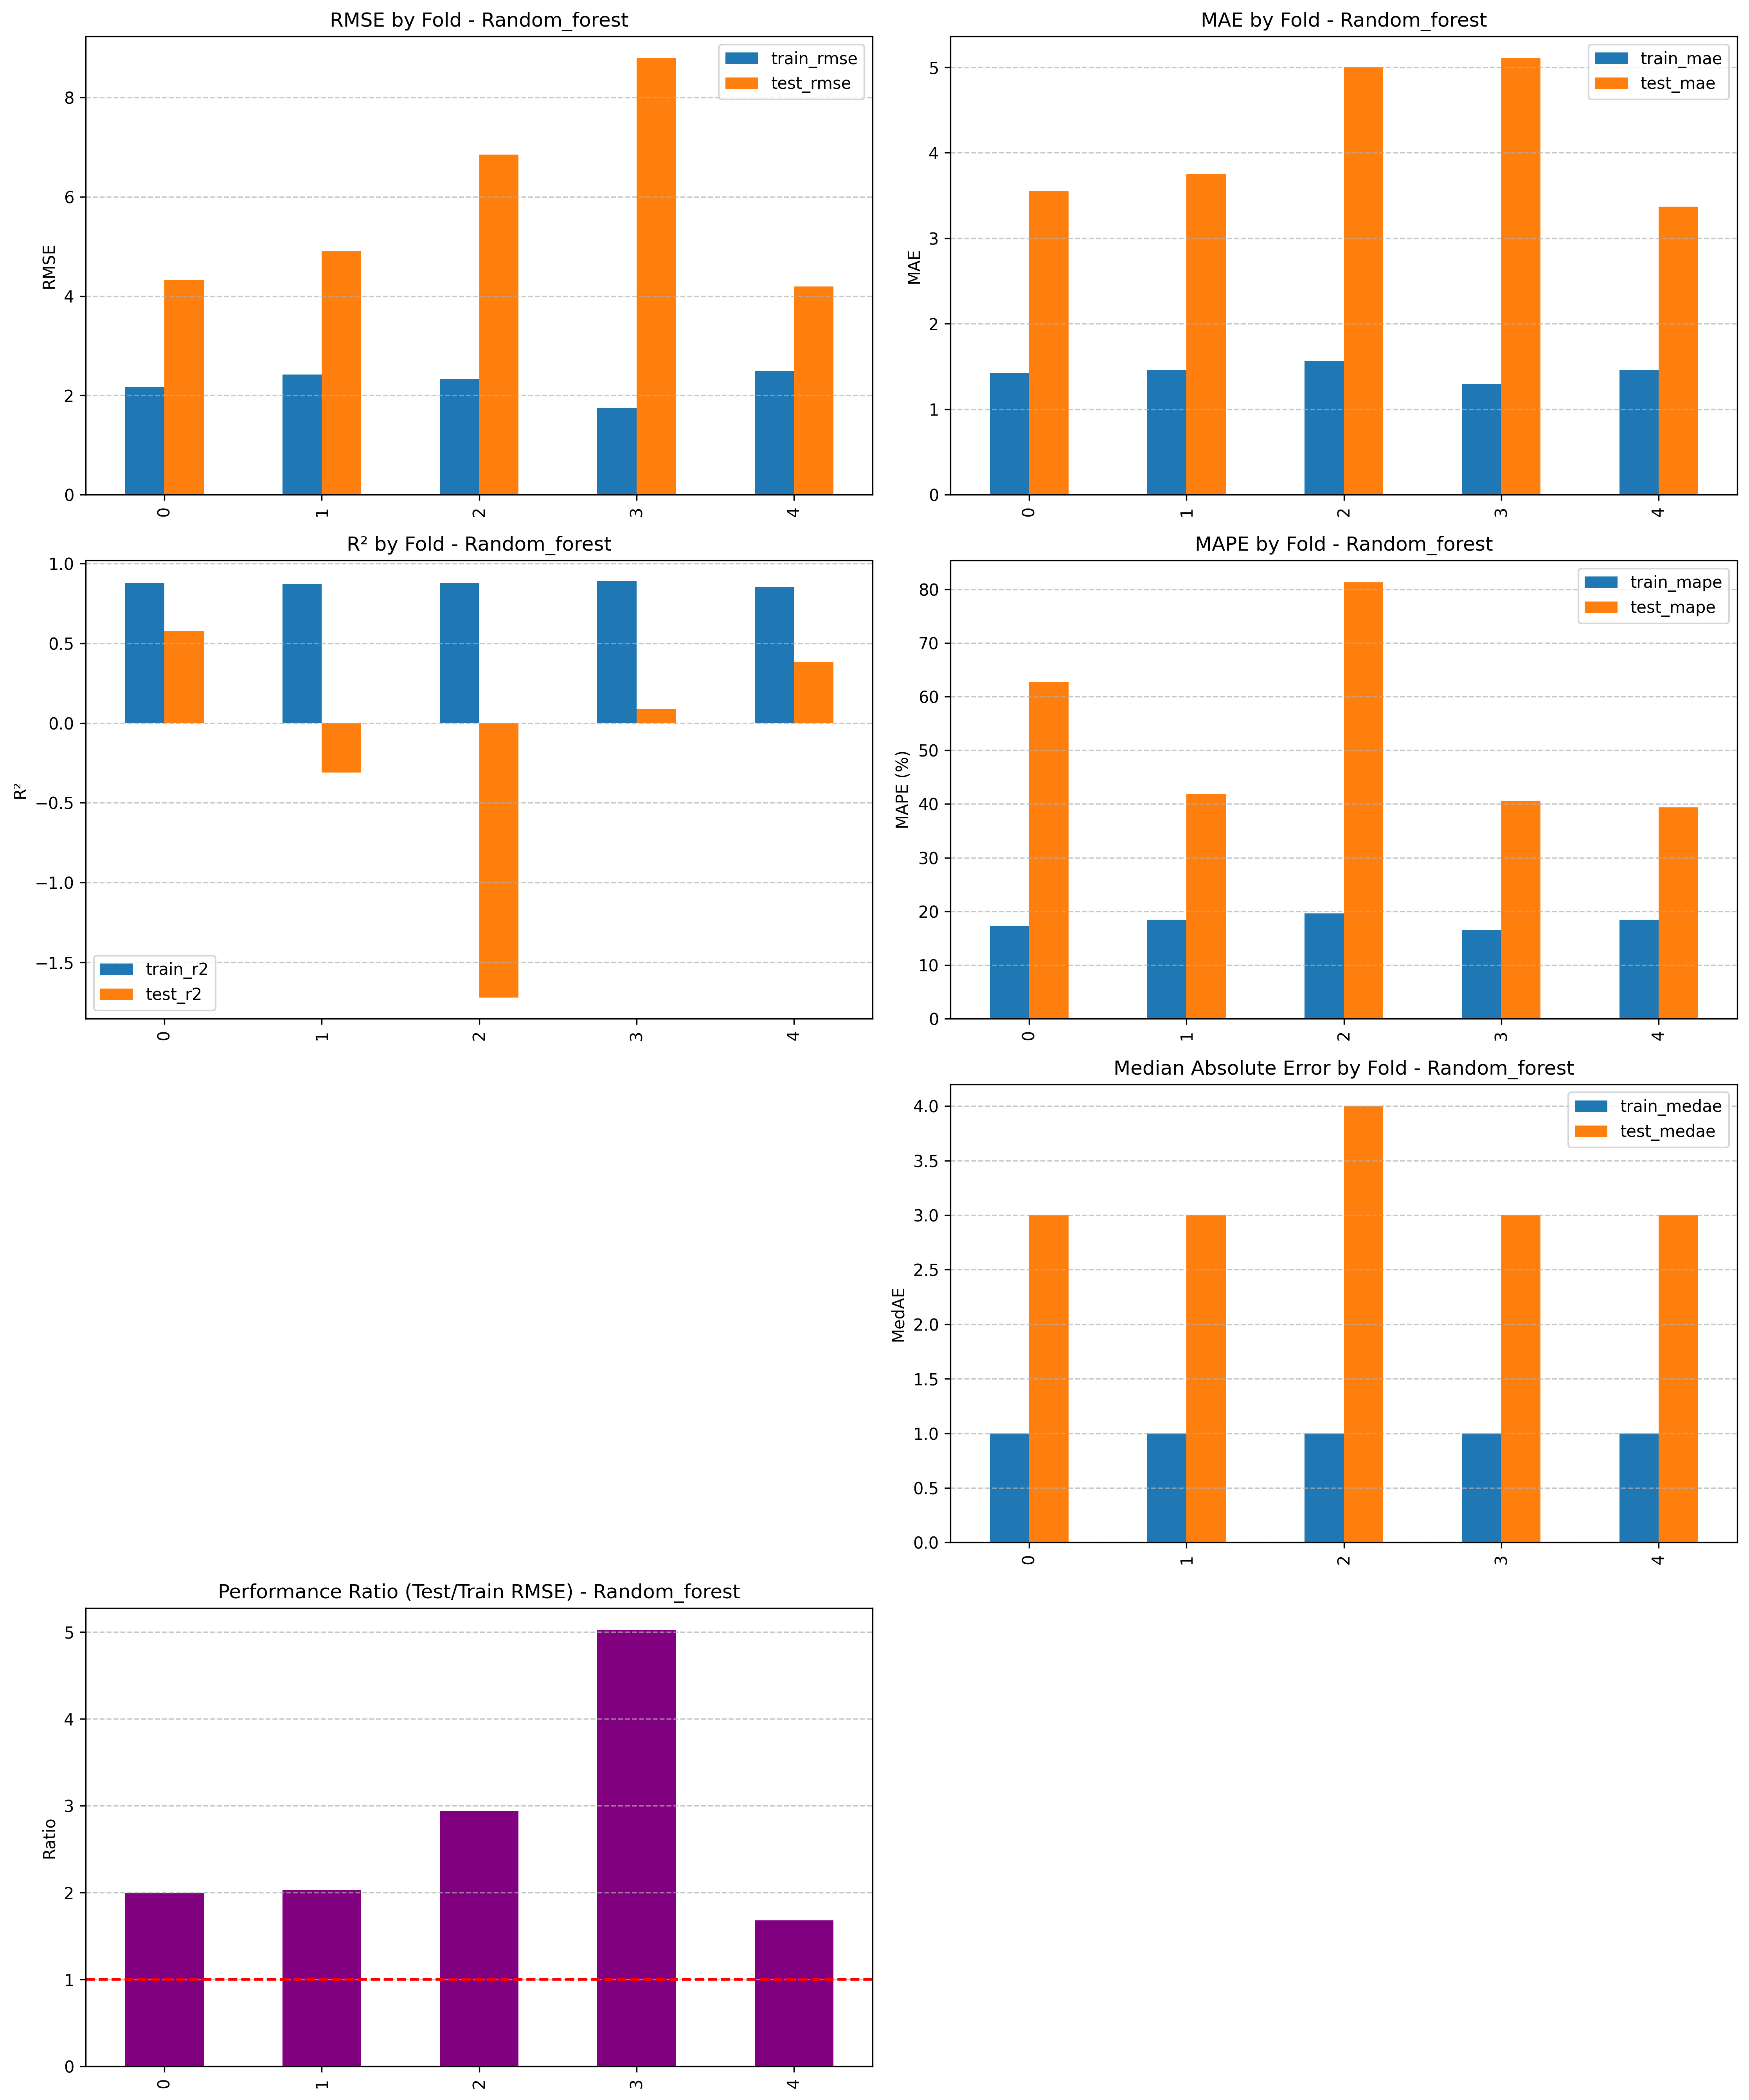 RMSE by Fold - Random_forest
RMSE
8
6
4
2
0
train_rmse
test_rmse
0 1 2 3 4
MAE by Fold - Random_forest
MAE
5
4
3
2
1
0
train_mae
test_mae
0 1 2 3 4
R² by Fold - Random_forest
R²
1.0
0.5
0.0
−0.5
−1.0
−1.5
train_r2
test_r2
0 1 2 3 4
MAPE by Fold - Random_forest
MAPE (%)
80
70
60
50
40
30
20
10
0
train_mape
test_mape
0 1 2 3 4
Median Absolute Error by Fold - Random_forest
MedAE
4.0
3.5
3.0
2.5
2.0
1.5
1.0
0.5
0.0
train_medae
test_medae
0 1 2 3 4
Performance Ratio (Test/Train RMSE) - Random_forest
Ratio
5
4
3
2
1
0
0 1 2 3 4